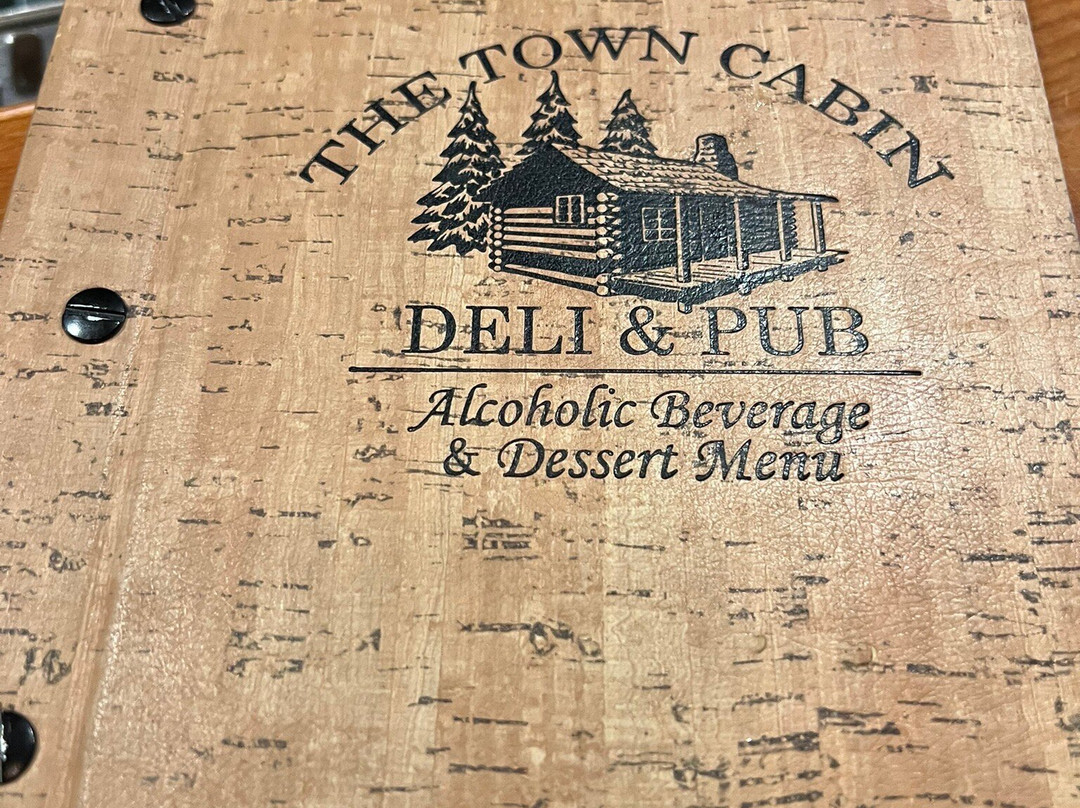 THE TOWN CABIN
DELI & PUB
Alcoholic Beverage
& Dessert Menu